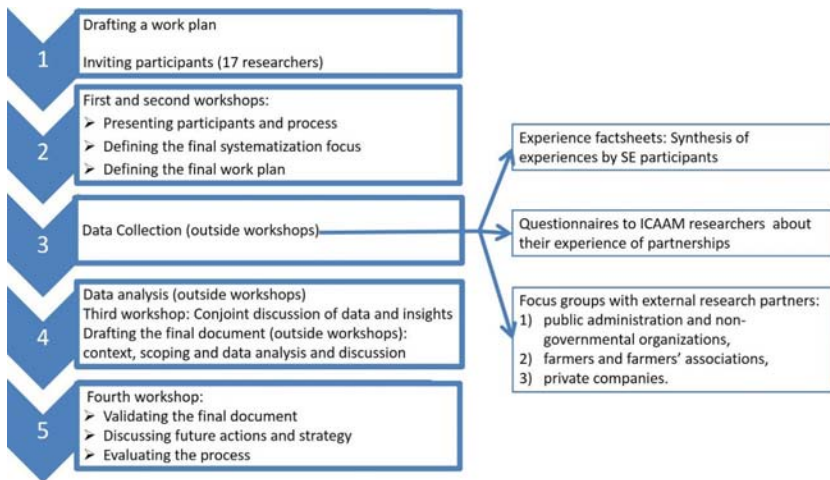 1
Drafting a work plan
Inviting participants (17 researchers)
2
First and second workshops:
➤ Presenting participants and process
➤ Defining the final systematization focus
➤ Defining the final work plan
3
Data Collection (outside workshops)
Experience factsheets: Synthesis of
experiences by SE participants
Questionnaires to ICAAM researchers about
their experience of partnerships
Focus groups with external research partners:
1) public administration and non-
governmental organizations,
2) farmers and farmers’ associations,
3) private companies.
4
Data analysis (outside workshops)
Third workshop: Conjoint discussion of data and insights
Drafting the final document (outside workshops):
context, scoping and data analysis and discussion
5
Fourth workshop:
➤ Validating the final document
➤ Discussing future actions and strategy
➤ Evaluating the process